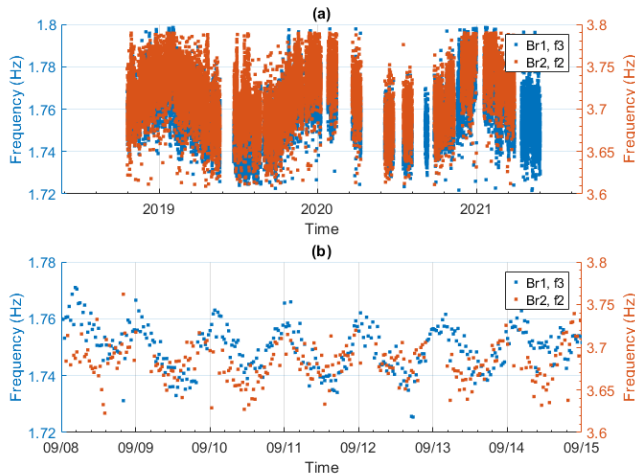 (a)
1.8
1.78
1.76
1.74
1.72
Frequency (Hz)
3.8
3.75
3.7
3.65
3.6
Frequency (Hz)
Br1, f3
Br2, f2
2019
2020
2021
Time
(b)
1.78
1.76
1.74
1.72
Frequency (Hz)
3.8
3.75
3.7
3.65
3.6
Frequency (Hz)
Br1, f3
Br2, f2
09/08
09/09
09/10
09/11
09/12
09/13
09/14
09/15
Time